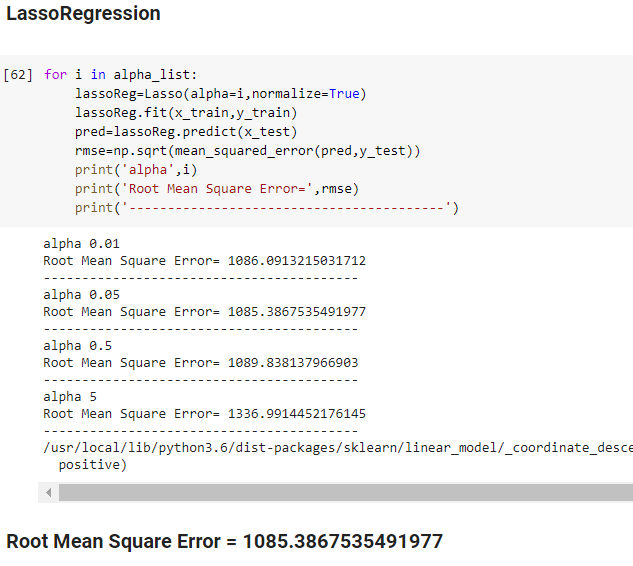 LassoRegression
[62] for i in alpha_list:
lassoReg=Lasso(alpha=i,normalize=True)
lassoReg.fit(x_train,y_train)
pred=lassoReg.predict(x_test)
rmse=np.sqrt(mean_squared_error(pred,y_test))
print('alpha',i)
print('Root Mean Square Error=',rmse)
print('-----------------------------------------')
alpha 0.01
Root Mean Square Error= 1086.0913215031712
-----------------------------------------
alpha 0.05
Root Mean Square Error= 1085.3867535491977
-----------------------------------------
alpha 0.5
Root Mean Square Error= 1089.838137966903
-----------------------------------------
alpha 5
Root Mean Square Error= 1336.9914452176145
-----------------------------------------
/usr/local/lib/python3.6/dist-packages/sklearn/linear_model/_coordinate_desce
positive)
Root Mean Square Error = 1085.3867535491977